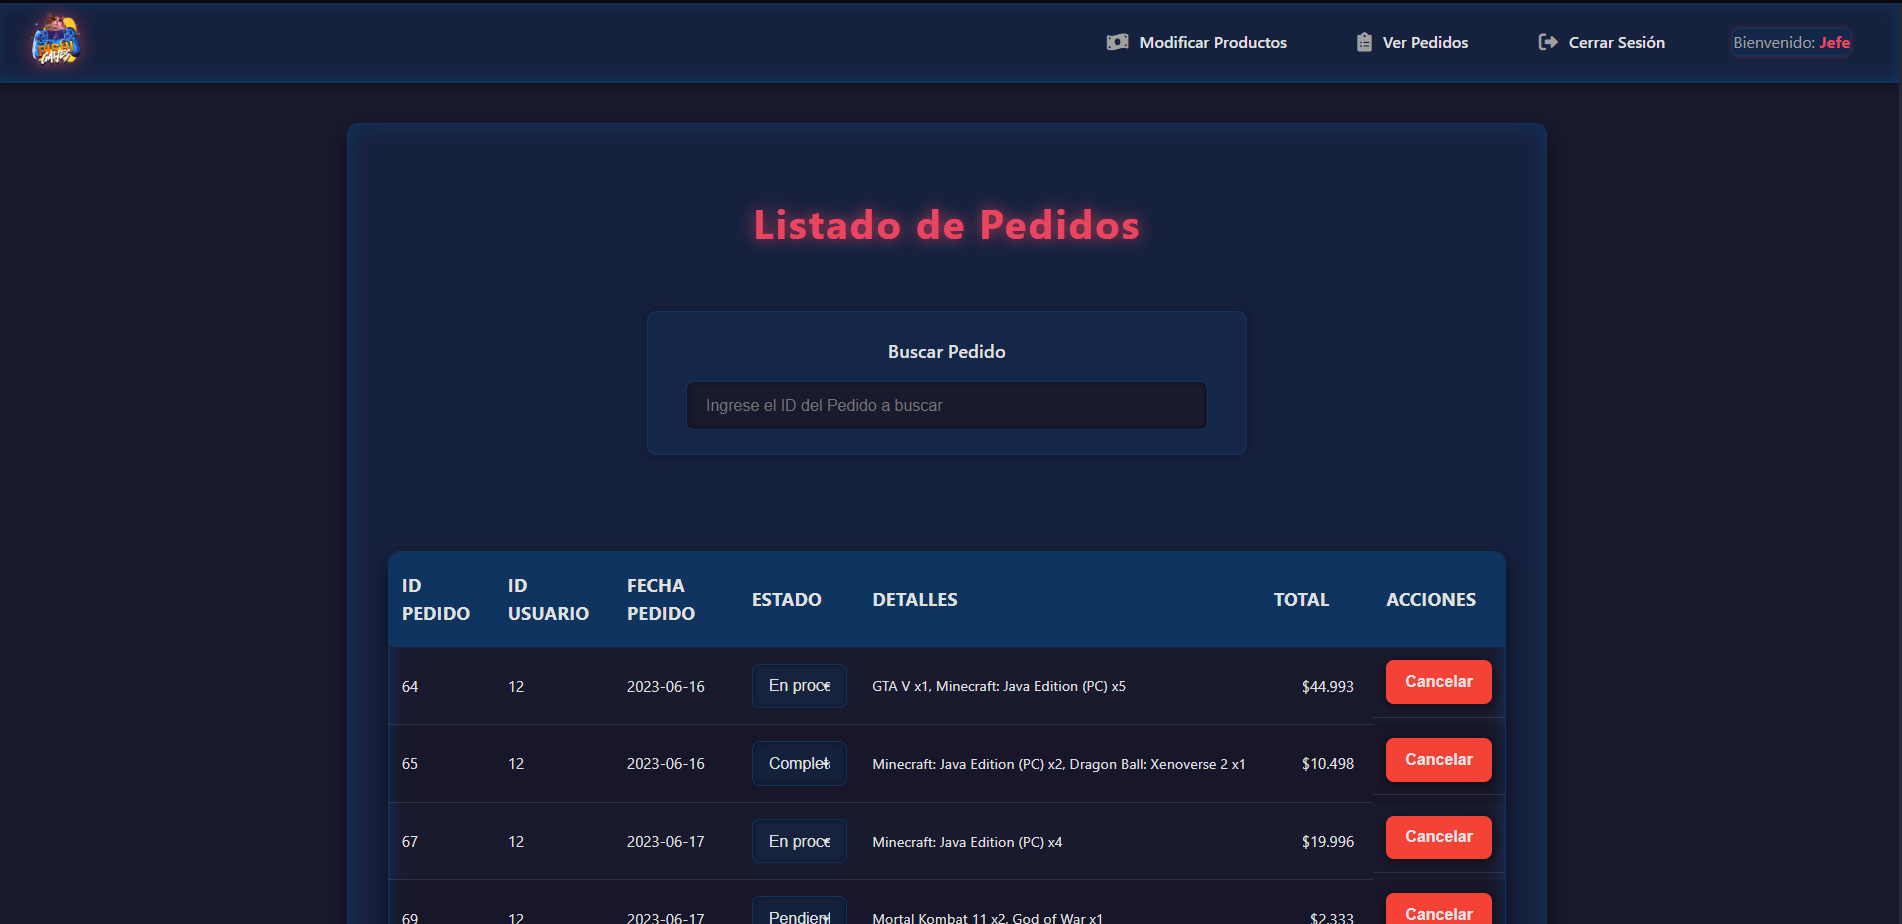 Modificar Productos
Ver Pedidos
Cerrar Sesión
Bienvenido: Jefe
Listado de Pedidos
Buscar Pedido
Ingrese el ID del Pedido a buscar
ID PEDIDO
ID USUARIO
FECHA PEDIDO
ESTADO
DETALLES
TOTAL
ACCIONES
64 12 2023-06-16 En proce GTA V x1, Minecraft: Java Edition (PC) x5 $44.993 Cancelar
65 12 2023-06-16 Complet Minecraft: Java Edition (PC) x2, Dragon Ball: Xenoverse 2 x1 $10.498 Cancelar
67 12 2023-06-17 En proce Minecraft: Java Edition (PC) x4 $19.996 Cancelar
69 12 2023-06-17 Pendient Mortal Kombat 11 x2, God of War x1 $2.333 Cancelar